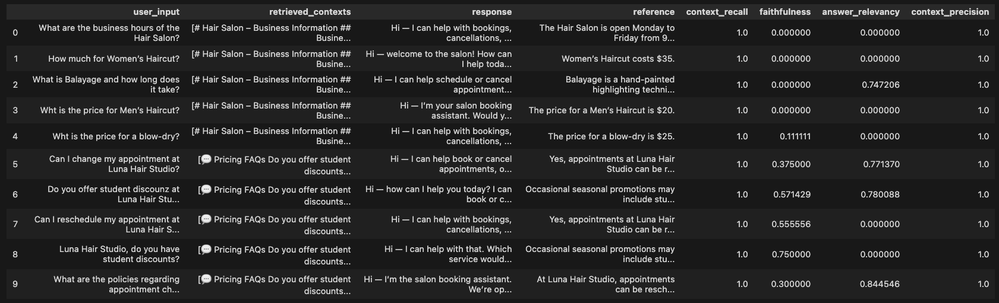 user_input retrieved_contexts response reference context_recall faithfulness answer_relevancy context_precision
0 What are the business hours of the Hair Salon? [# Hair Salon – Business Information ## Busine... Hi — I can help with bookings, cancellations, ... The Hair Salon is open Monday to Friday from 9... 1.0 0.000000 0.000000 1.0
1 How much for Women’s Haircut? [# Hair Salon – Business Information ## Busine... Hi — welcome to the salon! How can I help toda... Women’s Haircut costs $35. 1.0 0.000000 0.000000 1.0
2 What is Balayage and how long does it take? [# Hair Salon – Business Information ## Busine... Hi — I can help schedule or cancel appointment... Balayage is a hand-painted highlighting techni... 1.0 0.000000 0.747206 1.0
3 Wht is the price for Men’s Haircut? [# Hair Salon – Business Information ## Busine... Hi — I’m your salon booking assistant. Would y... The price for a Men’s Haircut is $20. 1.0 0.000000 0.000000 1.0
4 Wht is the price for a blow-dry? [# Hair Salon – Business Information ## Busine... Hi — I can help with bookings, cancellations, ... The price for a blow-dry is $25. 1.0 0.111111 0.000000 1.0
5 Can I change my appointment at Luna Hair Studio? [💬 Pricing FAQs Do you offer student discounts... Hi — I can help book or cancel appointments, o... Yes, appointments at Luna Hair Studio can be r... 1.0 0.375000 0.771370 1.0
6 Do you offer student discounz at Luna Hair Stu... [💬 Pricing FAQs Do you offer student discounts... Hi — how can I help you today? I can book or c... Occasional seasonal promotions may include stu... 1.0 0.571429 0.780088 1.0
7 Can I reschedule my appointment at Luna Hair S... [💬 Pricing FAQs Do you offer student discounts... Hi — I can help with bookings, cancellations, ... Yes, appointments at Luna Hair Studio can be r... 1.0 0.555556 0.000000 1.0
8 Luna Hair Studio, do you have student discounts? [💬 Pricing FAQs Do you offer student discounts... Hi — I can help with that. Which service would... Occasional seasonal promotions may include stu... 1.0 0.750000 0.000000 1.0
9 What are the policies regarding appointment ch... [💬 Pricing FAQs Do you offer student discounts... Hi — I’m the salon booking assistant. We’re op... At Luna Hair Studio, appointments can be resch... 1.0 0.300000 0.844546 1.0